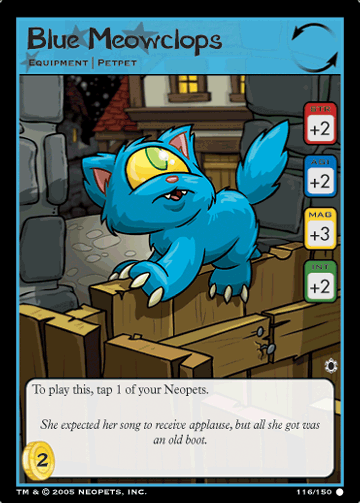 Blue Meowclops
Equipment | Petpet
STR
+2
AGI
+2
MAG
+3
INT
+2
To play this, tap 1 of your Neopets.
She expected her song to receive applause, but all she got was
an old boot.
2
TM & © 2005 NEOPETS, INC.
116/150